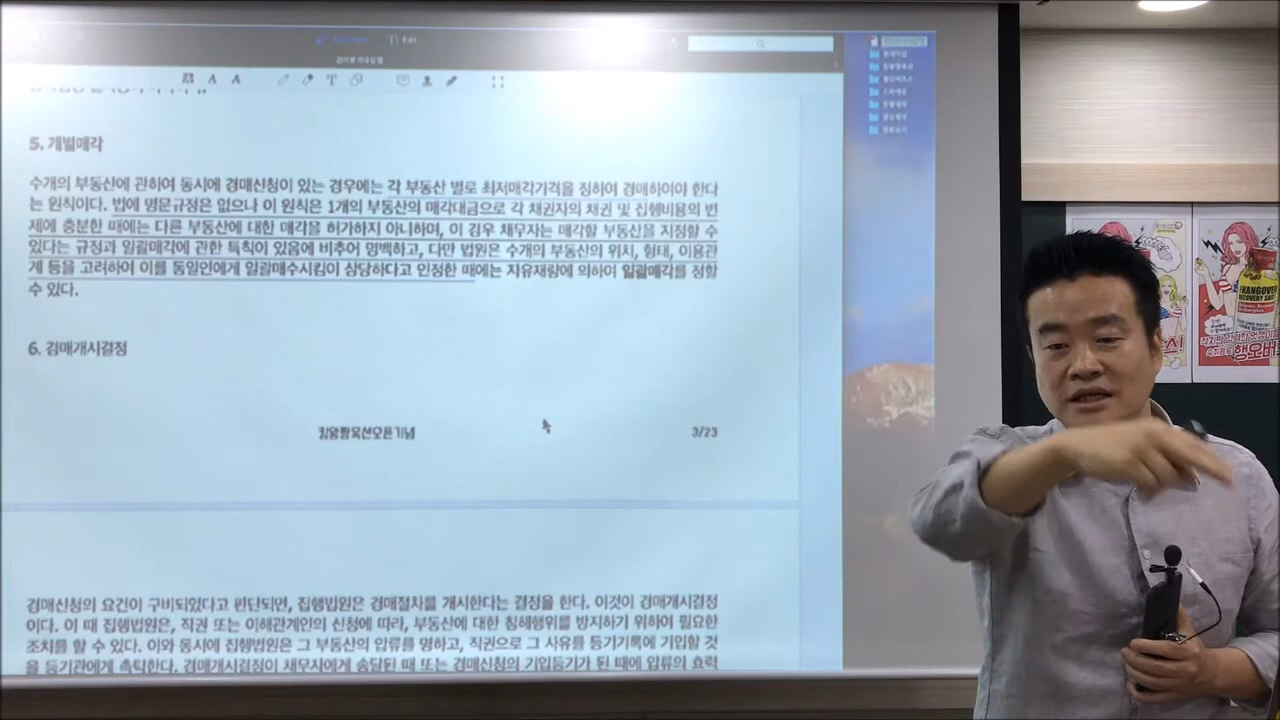 5. 개별매각
수개의 부동산에 관하여 동시에 경매신청이 있는 경우에는 각 부동산 별로 최저매각가격을 정하여 경매하여야 한다
는 원칙이다. 법에 명문규정은 없으나 이 원칙은 1개의 부동산의 매각대금으로 각 채권자의 채권 및 집행비용의 변
제에 충분한 때에는 다른 부동산에 대한 매각을 허가하지 아니하며, 이 경우 채무자는 매각할 부동산을 지정할 수
있다는 규정과 일괄매각에 관한 특칙이 있음에 비추어 명백하고, 다만 법원은 수개의 부동산의 위치, 형태, 이용관
계 등을 고려하여 이를 동일인에게 일괄매수시킴이 상당하다고 인정한 때에는 자유재량에 의하여 일괄매각를 정할
수 있다.
6. 경매개시결정
3/23
경매신청의 요건이 구비되었다고 판단되면, 집행법원은 경매절차를 개시한다는 결정을 한다. 이것이 경매개시결정
이다. 이 때 집행법원은, 직권 또는 이해관계인의 신청에 따라, 부동산에 대한 침해행위를 방지하기 위하여 필요한
조치를 할 수 있다. 이와 동시에 집행법원은 그 부동산의 압류를 명하고, 직권으로 그 사유를 등기기록에 기입할 것
을 등기관에게 촉탁한다. 경매개시결정이 채무자에게 송달된 때 또는 경매신청의 기입등기가 된 때에 압류의 효력
HANGOVER
RECOVERY SHOT
행오버